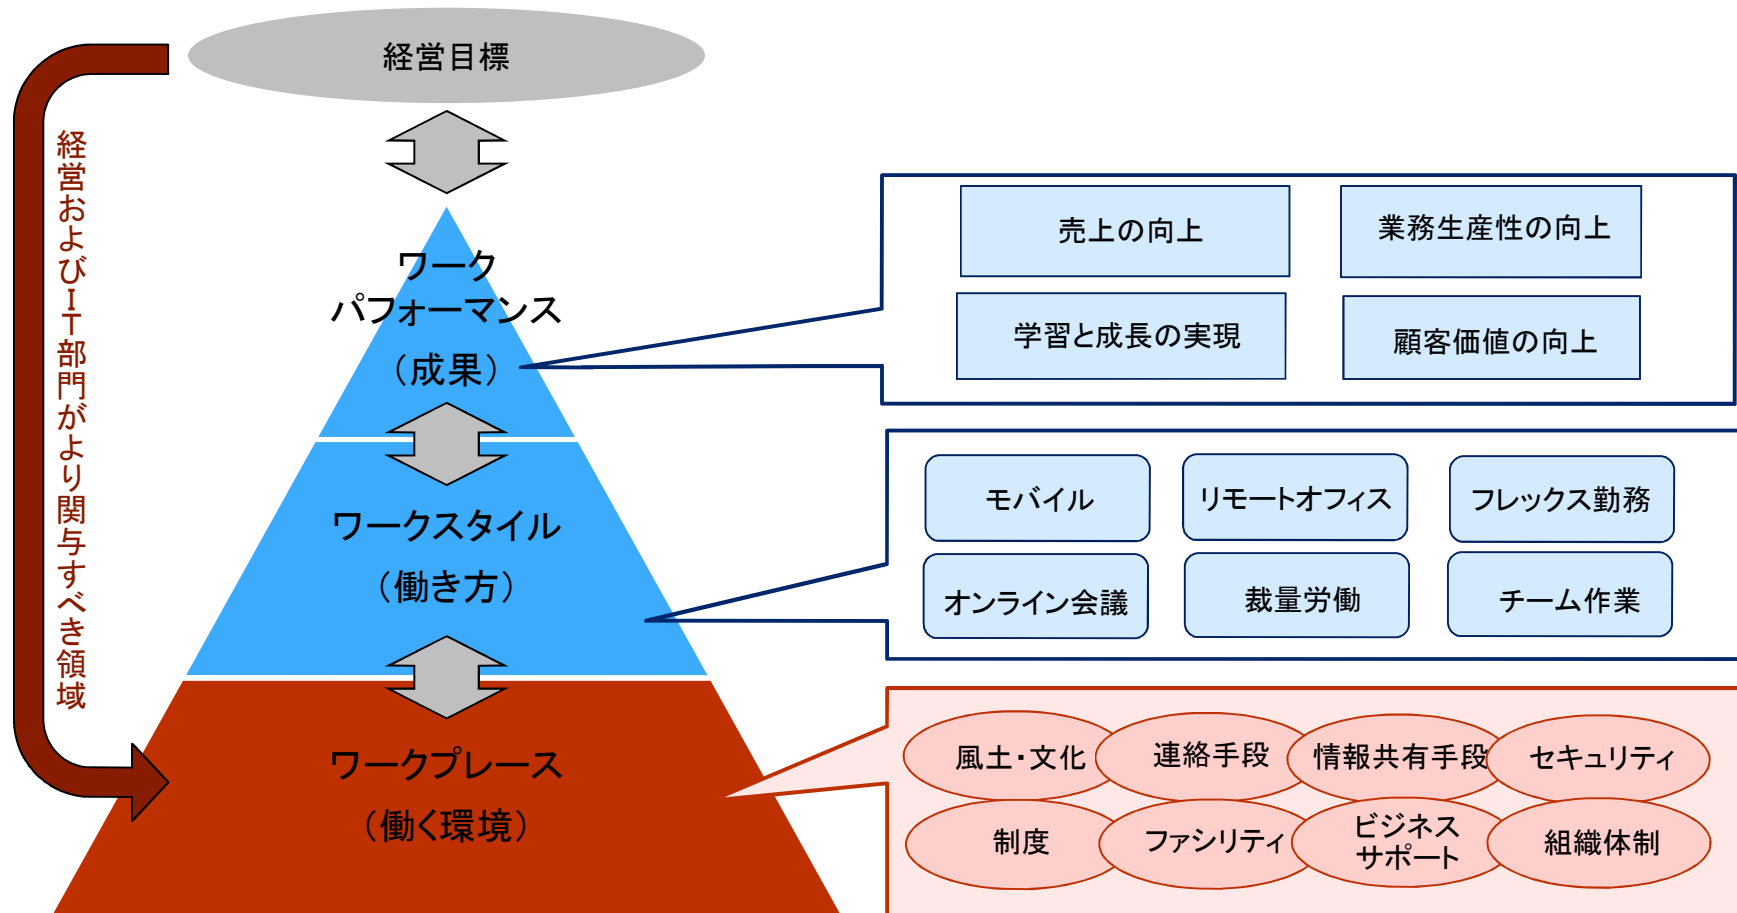 経営目標
経営およびIT部門がより関与すべき領域
ワーク
パフォーマンス
（成果）
売上の向上
業務生産性の向上
学習と成長の実現
顧客価値の向上
ワークスタイル
（働き方）
モバイル
リモートオフィス
フレックス勤務
オンライン会議
裁量労働
チーム作業
ワークプレース
（働く環境）
風土・文化
連絡手段
情報共有手段
セキュリティ
制度
ファシリティ
ビジネス
サポート
組織体制